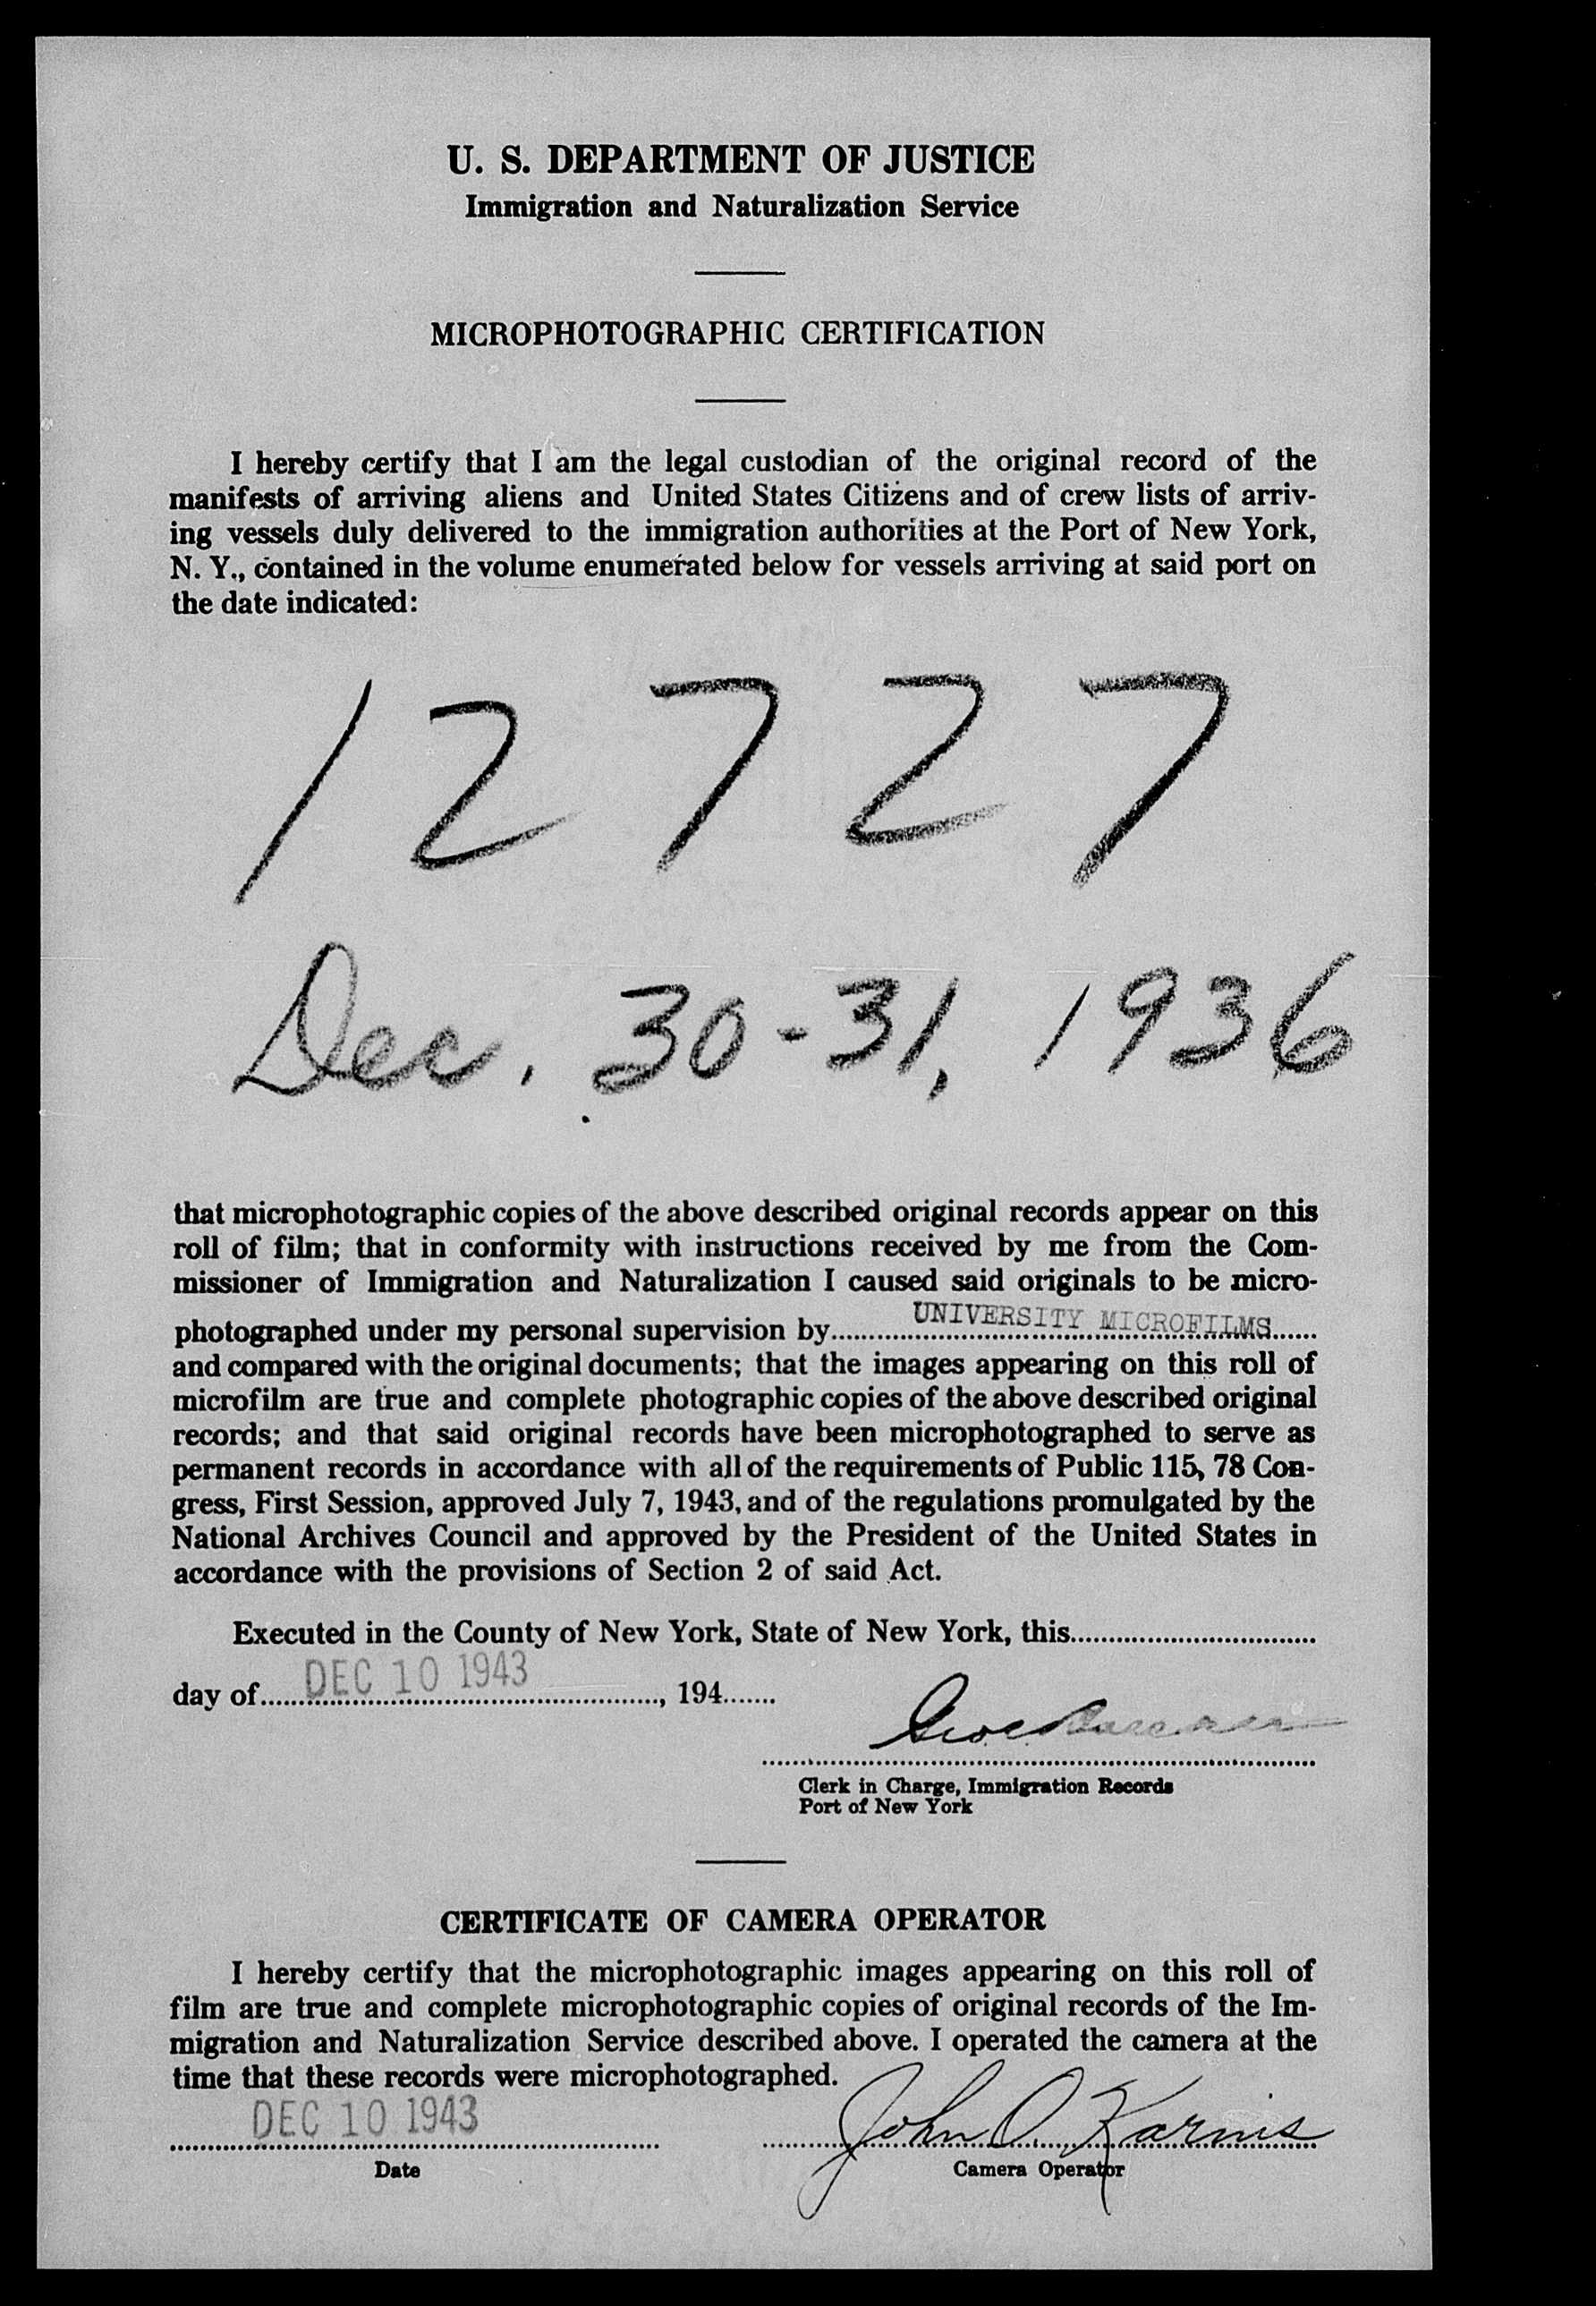 U. S. DEPARTMENT OF JUSTICE
Immigration and Naturalization Service
MICROPHOTOGRAPHIC CERTIFICATION
I hereby certify that I am the legal custodian of the original record of the
manifests of arriving aliens and United States Citizens and of crew lists of arriv-
ing vessels duly delivered to the immigration authorities at the Port of New York,
N. Y., contained in the volume enumerated below for vessels arriving at said port on
the date indicated:
12727
Dec. 30-31, 1936
that microphotographic copies of the above described original records appear on this
roll of film; that in conformity with instructions received by me from the Com-
missioner of Immigration and Naturalization I caused said originals to be micro-
photographed under my personal supervision by UNIVERSITY MICROFILMS
and compared with the original documents; that the images appearing on this roll of
microfilm are true and complete photographic copies of the above described original
records; and that said original records have been microphotographed to serve as
permanent records in accordance with all of the requirements of Public 115, 78 Con-
gress, First Session, approved July 7, 1943, and of the regulations promulgated by the
National Archives Council and approved by the President of the United States in
accordance with the provisions of Section 2 of said Act.
Executed in the County of New York, State of New York, this
day of DEC 10 1943, 194
Clerk in Charge, Immigration Records
Port of New York
CERTIFICATE OF CAMERA OPERATOR
I hereby certify that the microphotographic images appearing on this roll of
film are true and complete microphotographic copies of original records of the Im-
migration and Naturalization Service described above. I operated the camera at the
time that these records were microphotographed.
DEC 10 1943 John O. Karnis
Date Camera Operator